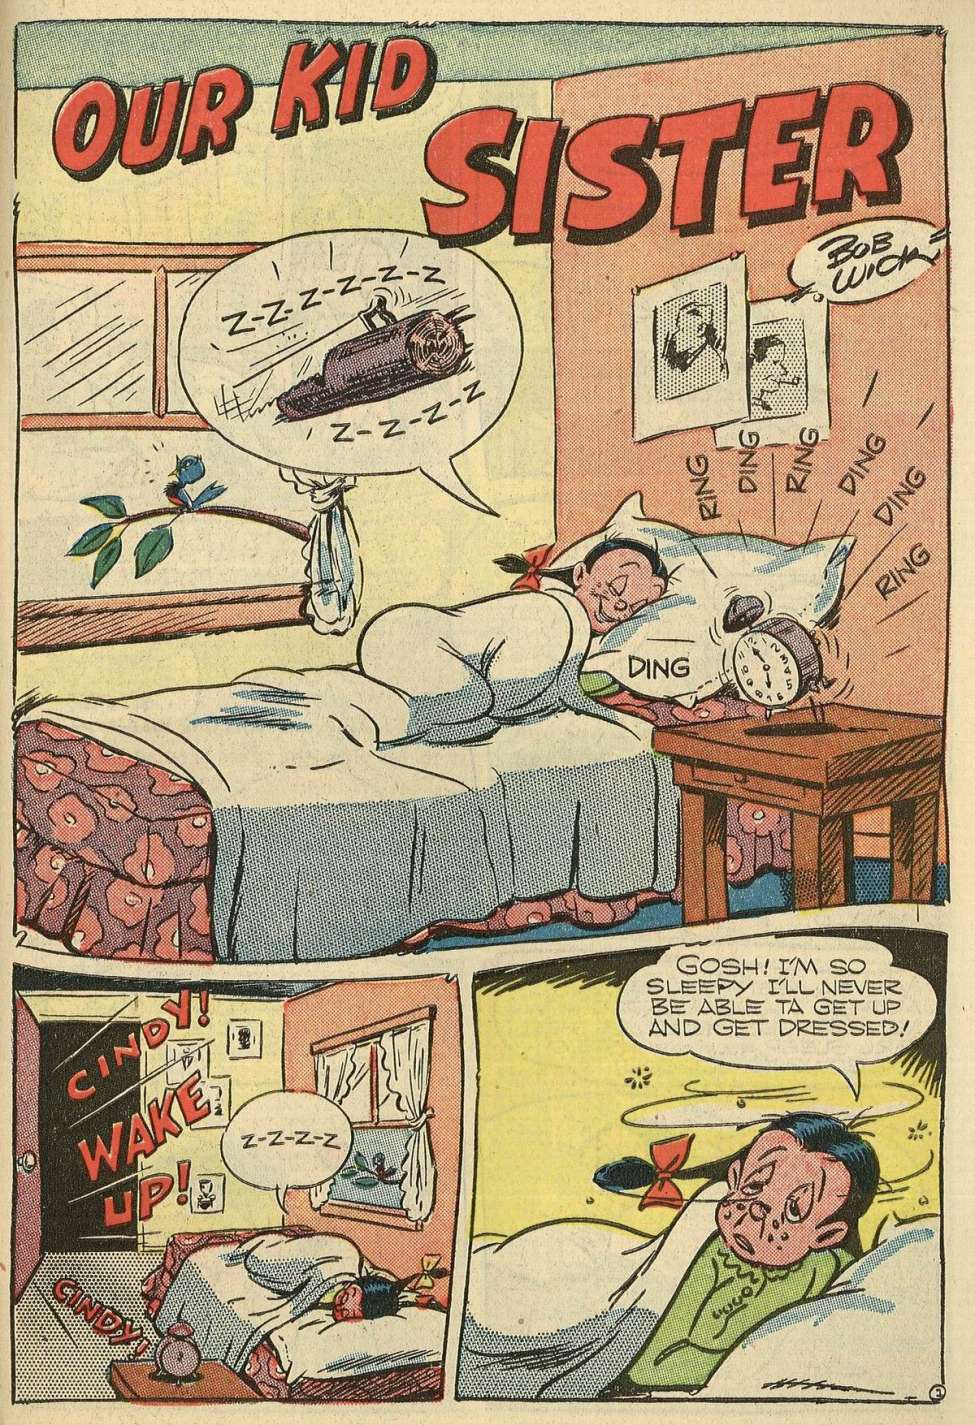 OUR KID
SISTER
BOB
WICK
Z-Z-Z-Z-Z-Z
Z-Z-Z-Z
RING
DING
RING
DING
DING
RING
DING
CINDY!
WAKE
UP!
CINDY!
Z-Z-Z-Z
GOSH! I'M SO
SLEEPY I'LL NEVER
BE ABLE TA GET UP
AND GET DRESSED!